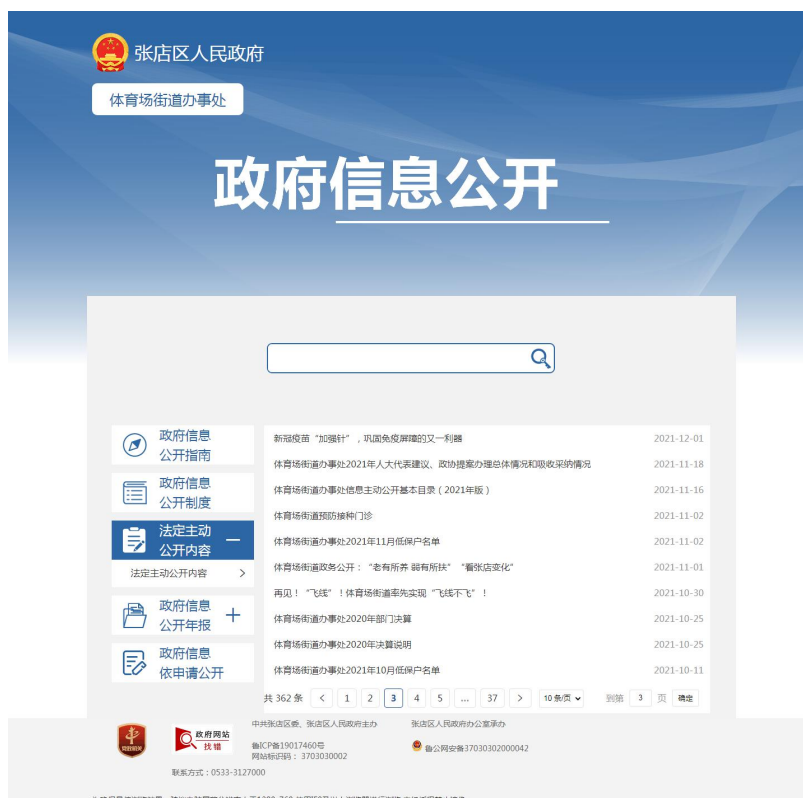 张店区人民政府
体育场街道办事处
政府信息公开
政府信息
公开指南
政府信息
公开制度
法定主动
公开内容
法定主动公开内容 >
政府信息
公开年报 +
政府信息
依申请公开
新冠疫苗“加强针”，巩固免疫屏障的又一利器 2021-12-01
体育场街道办事处2021年人大代表建议、政协提案办理总体情况和吸收采纳情况 2021-11-18
体育场街道办事处信息主动公开基本目录（2021年版） 2021-11-16
体育场街道预防接种门诊 2021-11-02
体育场街道办事处2021年11月低保户名单 2021-11-02
体育场街道政务公开：“老有所养 弱有所扶” “看张店变化” 2021-11-01
再见！“飞线”！体育场街道率先实现“飞线不飞”！ 2021-10-30
体育场街道办事处2020年部门决算 2021-10-25
体育场街道办事处2020年决算说明 2021-10-25
体育场街道办事处2021年10月低保户名单 2021-10-11
共 362 条 < 1 2 3 4 5 ... 37 > 10 条/页 到第 3 页 确定
党政机关
政府网站
找错
中共张店区委、张店区人民政府主办 张店区人民政府办公室承办
鲁ICP备19017460号 鲁公网安备37030302000042
网站标识码： 3703030002
联系方式：0533-3127000